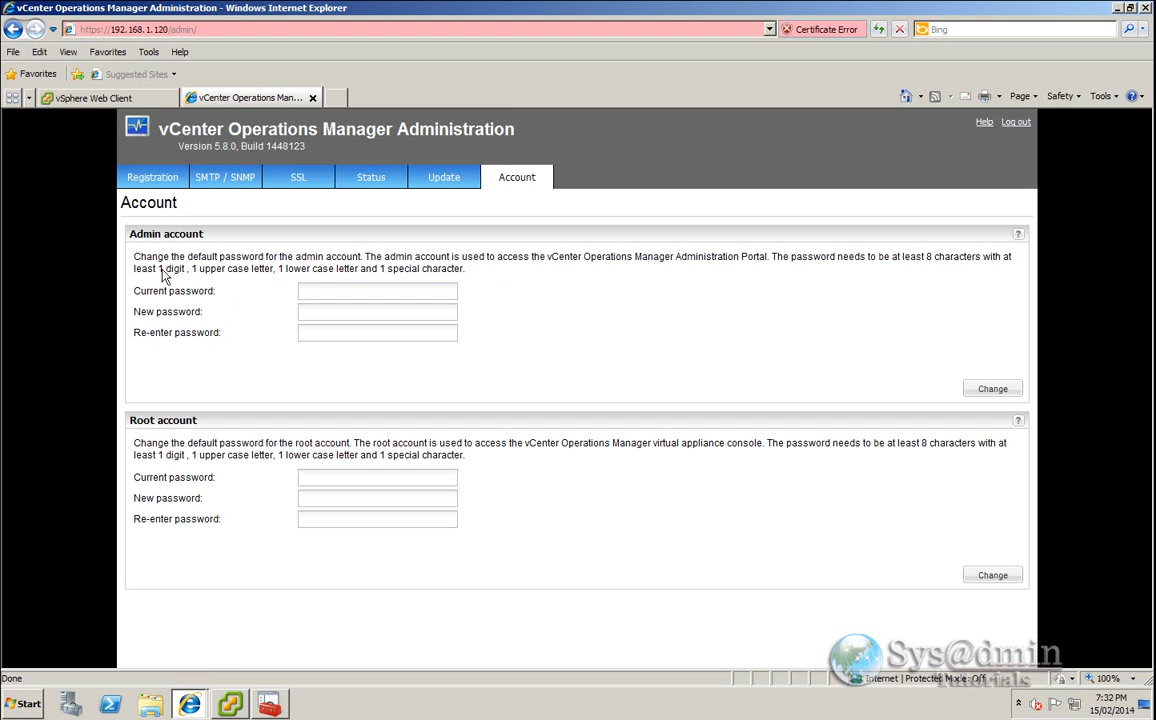 vCenter Operations Manager Administration - Windows Internet Explorer
https://192.168.1.120/admin/
Certificate Error
Bing
File Edit View Favorites Tools Help
Favorites
Suggested Sites
vSphere Web Client
vCenter Operations Man...
Page Safety Tools
vCenter Operations Manager Administration
Version 5.8.0, Build 1448123
Help Log out
Registration SMTP / SNMP SSL Status Update Account
Account
Admin account
?
Change the default password for the admin account. The admin account is used to access the vCenter Operations Manager Administration Portal. The password needs to be at least 8 characters with at
least 1 digit , 1 upper case letter, 1 lower case letter and 1 special character.
Current password:
New password:
Re-enter password:
Change
Root account
?
Change the default password for the root account. The root account is used to access the vCenter Operations Manager virtual appliance console. The password needs to be at least 8 characters with at
least 1 digit , 1 upper case letter, 1 lower case letter and 1 special character.
Current password:
New password:
Re-enter password:
Change
Sys@dmin
Tutorials
Done
Internet | Protected Mode: Off
100%
Start
7:32 PM
15/02/2014